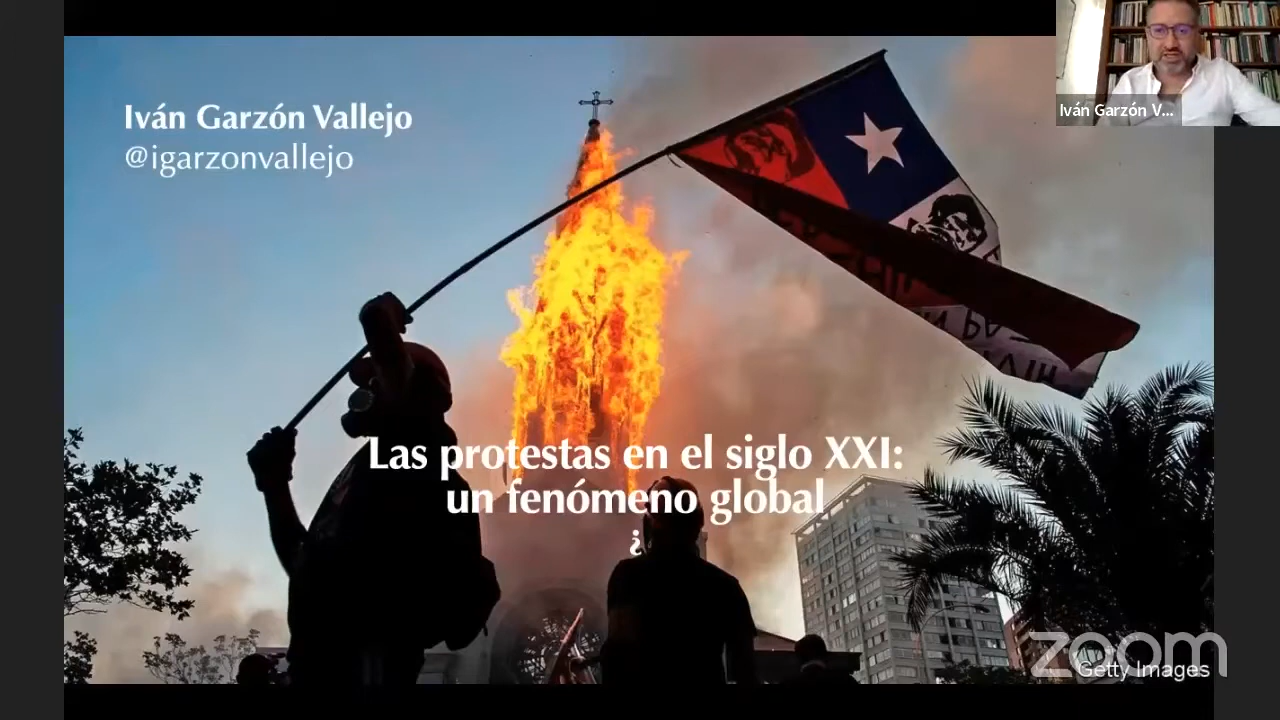 Iván Garzón Vallejo
@igarzonvallejo
Iván Garzón V...
Las protestas en el siglo XXI:
un fenómeno global
¿
zoom
Getty Images